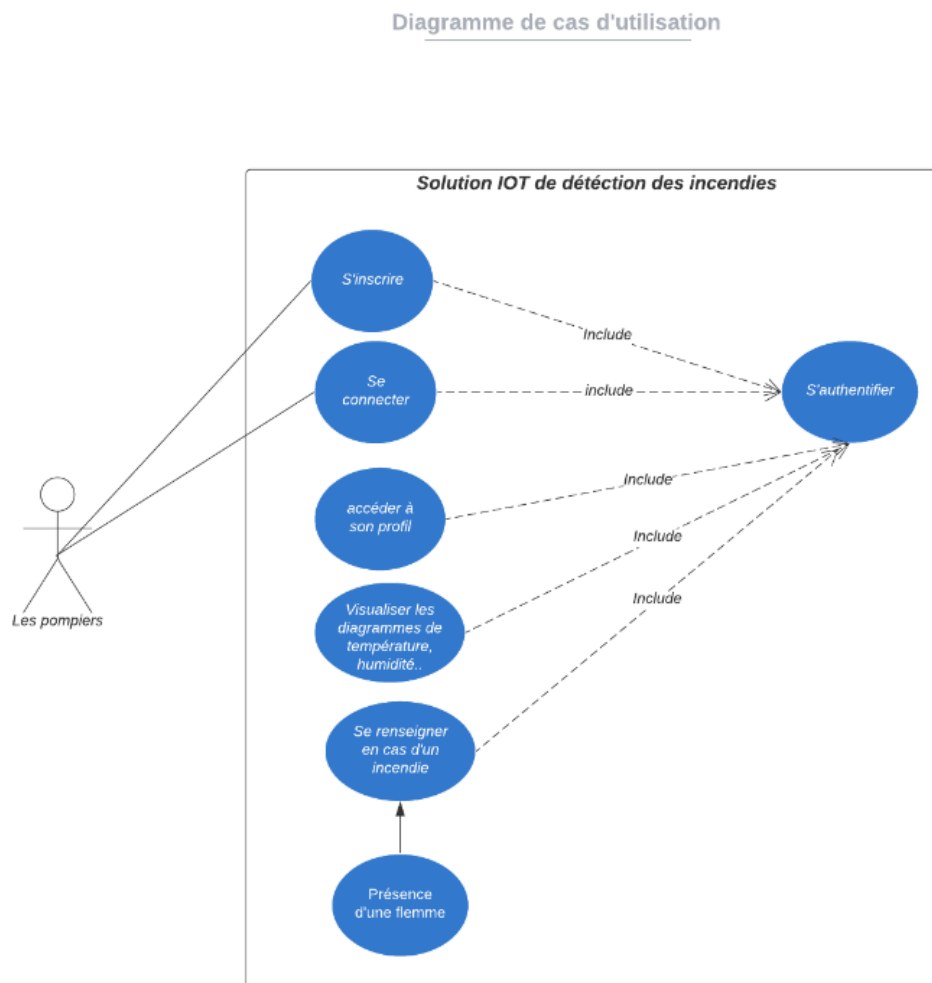 Diagramme de cas d'utilisation
Solution IOT de détéction des incendies
S'inscrire
Include
Se
connecter
include
S'authentifier
accéder à
son profil
Include
Include
Visualiser les
diagrammes de
température,
humidité..
Include
Les pompiers
Se renseigner
en cas d'un
incendie
Présence
d'une flemme